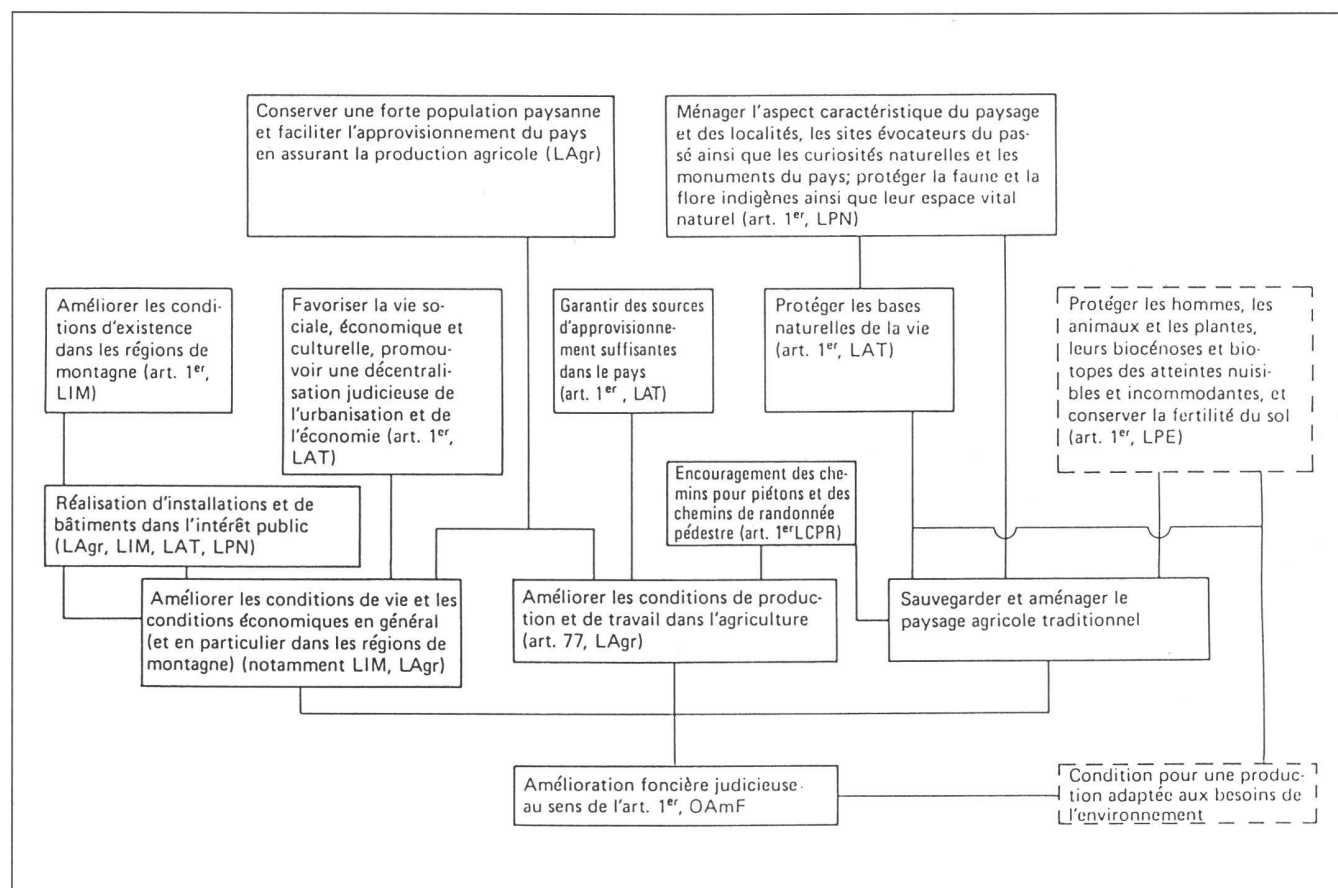 Conserver une forte population paysanne
et faciliter l'approvisionnement du pays
en assurant la production agricole (LAgr)
Ménager l'aspect caractéristique du paysage
et des localités, les sites évocateurs du pas-
sé ainsi que les curiosités naturelles et les
monuments du pays; protéger la faune et la
flore indigènes ainsi que leur espace vital
naturel (art. 1er, LPN)
Améliorer les condi-
tions d'existence
dans les régions de
montagne (art. 1er,
LIM)
Favoriser la vie so-
ciale, économique et
culturelle, promou-
voir une décentrali-
sation judicieuse de
l'urbanisation et de
l'économie (art. 1er,
LAT)
Garantir des sources
d'approvisionne-
ment suffisantes
dans le pays
(art. 1er , LAT)
Protéger les bases
naturelles de la vie
(art. 1er, LAT)
Protéger les hommes, les
animaux et les plantes,
leurs biocénoses et bio-
topes des atteintes nuisi-
bles et incommodantes, et
conserver la fertilité du sol
(art. 1er, LPE)
Réalisation d'installations et de
bâtiments dans l'intérêt public
(LAgr, LIM, LAT, LPN)
Encouragement des che-
mins pour piétons et des
chemins de randonnée
pédestre (art. 1er LCPR)
Améliorer les conditions de vie et les
conditions économiques en général
(et en particulier dans les régions de
montagne) (notamment LIM, LAgr)
Améliorer les conditions de produc-
tion et de travail dans l'agriculture
(art. 77, LAgr)
Sauvegarder et aménager le
paysage agricole traditionnel
Amélioration foncière judicieuse
au sens de l'art. 1er, OAmF
Condition pour une produc-
tion adaptée aux besoins de
l'environnement